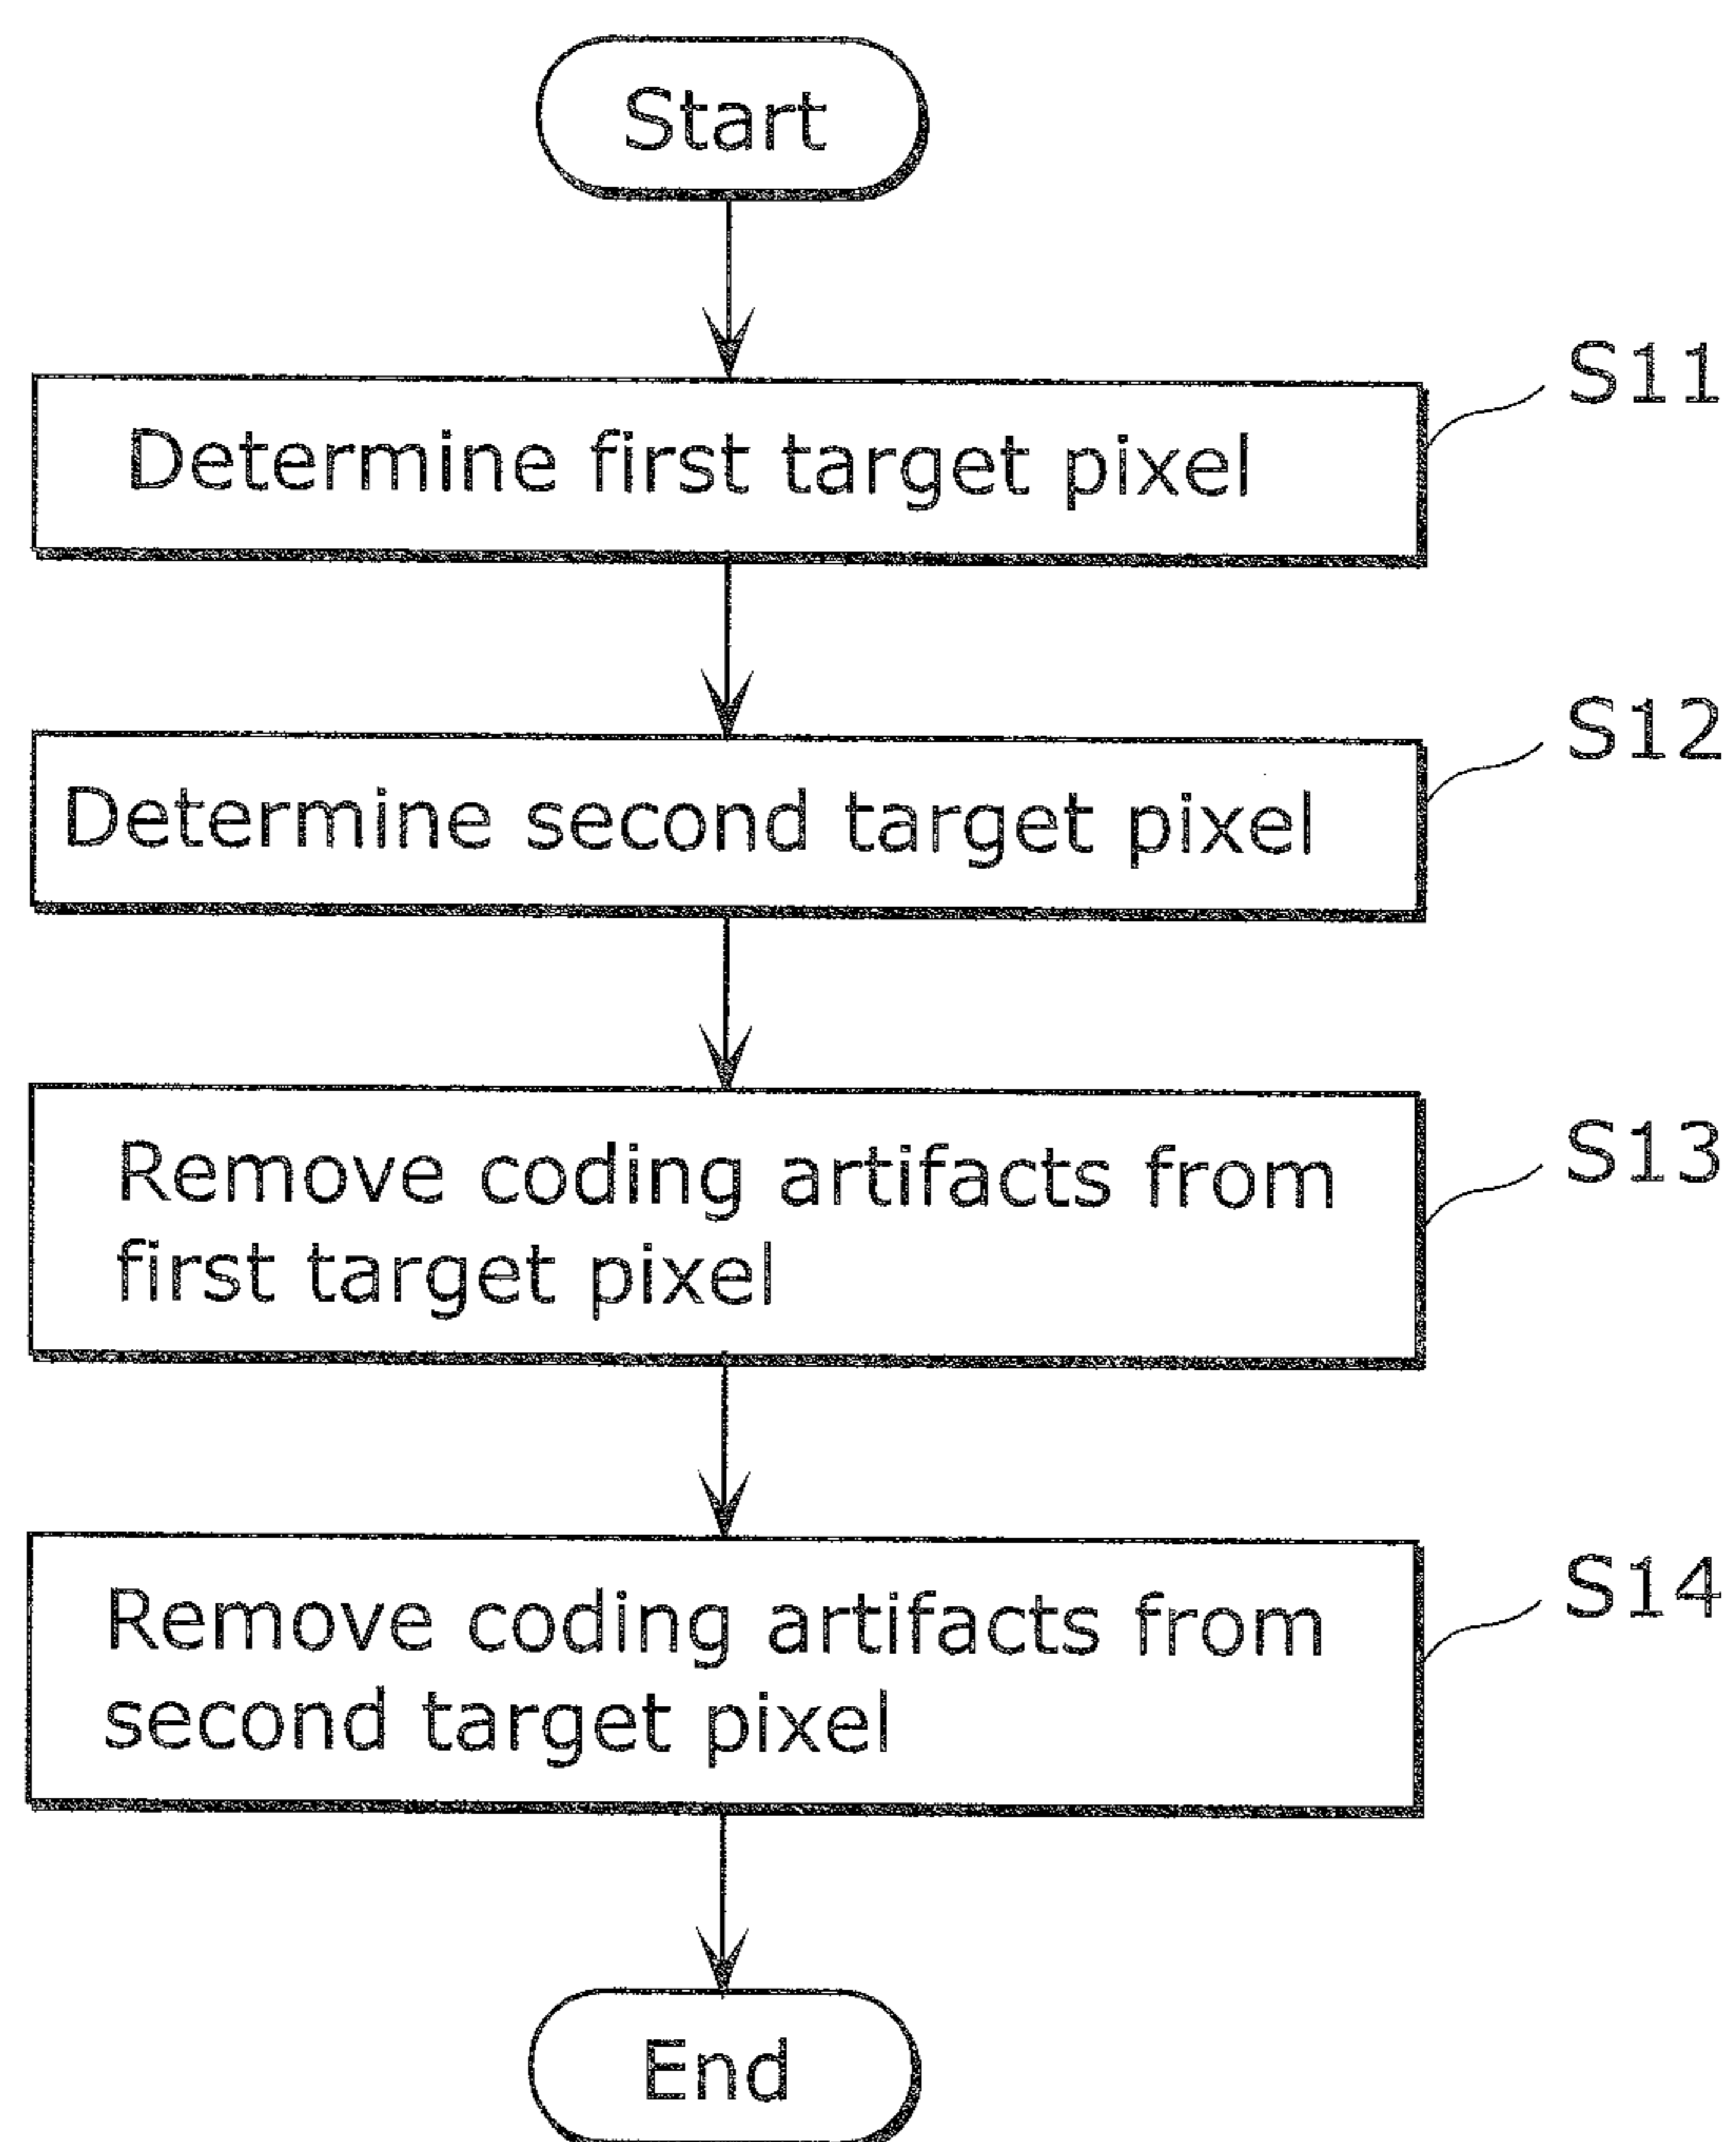 Start
S11
Determine first target pixel
S12
Determine second target pixel
S13
Remove coding artifacts from
first target pixel
S14
Remove coding artifacts from
second target pixel
End